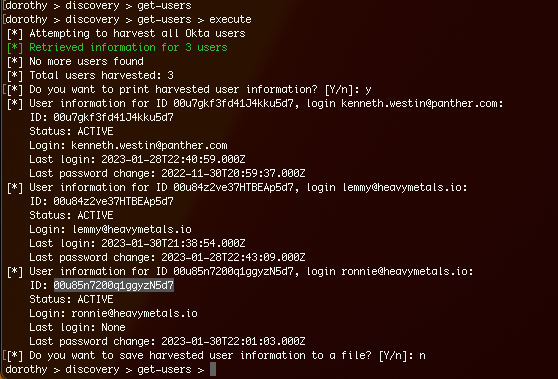 dorothy > discovery > get-users
dorothy > discovery > get-users > execute
[*] Attempting to harvest all Okta users
[*] Retrieved information for 3 users
[*] No more users found
[*] Total users harvested: 3
[*] Do you want to print harvested user information? [Y/n]: y
[*] User information for ID 00u7gkf3fd41J4kku5d7, login kenneth.westin@panther.com:
ID: 00u7gkf3fd41J4kku5d7
Status: ACTIVE
Login: kenneth.westin@panther.com
Last login: 2023-01-28T22:40:59.000Z
Last password change: 2022-11-30T20:59:37.000Z
[*] User information for ID 00u84z2ve37HTBEAp5d7, login lemmy@heavymetals.io:
ID: 00u84z2ve37HTBEAp5d7
Status: ACTIVE
Login: lemmy@heavymetals.io
Last login: 2023-01-30T21:38:54.000Z
Last password change: 2023-01-28T22:43:09.000Z
[*] User information for ID 00u85n7200q1ggyzN5d7, login ronnie@heavymetals.io:
ID: 00u85n7200q1ggyzN5d7
Status: ACTIVE
Login: ronnie@heavymetals.io
Last login: None
Last password change: 2023-01-30T22:01:03.000Z
[*] Do you want to save harvested user information to a file? [Y/n]: n
dorothy > discovery > get-users >